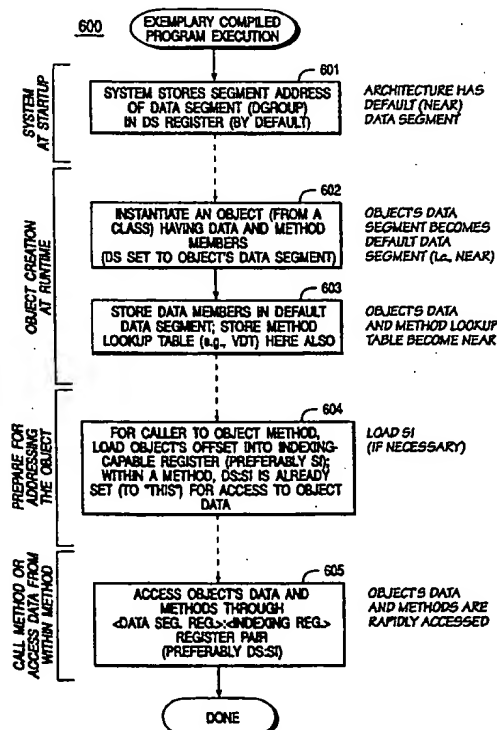 600
EXEMPLARY COMPILED
PROGRAM EXECUTION
SYSTEM
AT STARTUP
601
SYSTEM STORES SEGMENT ADDRESS
OF DATA SEGMENT (DGROUP)
IN DS REGISTER (BY DEFAULT)
ARCHITECTURE HAS
DEFAULT (NEAR)
DATA SEGMENT
OBJECT CREATION
AT RUNTIME
602
INSTANTIATE AN OBJECT (FROM A
CLASS) HAVING DATA AND METHOD
MEMBERS
(DS SET TO OBJECT'S DATA SEGMENT)
OBJECT'S DATA
SEGMENT BECOMES
DEFAULT DATA
SEGMENT (i.e., NEAR)
603
STORE DATA MEMBERS IN DEFAULT
DATA SEGMENT; STORE METHOD
LOOKUP TABLE (e.g., VDT) HERE ALSO
OBJECT'S DATA
AND METHOD LOOKUP
TABLE BECOME NEAR
PREPARE FOR
ADDRESSING
THE OBJECT
604
FOR CALLER TO OBJECT METHOD,
LOAD OBJECT'S OFFSET INTO INDEXING-
CAPABLE REGISTER (PREFERABLY SI);
WITHIN A METHOD, DS:SI IS ALREADY
SET (TO "THIS") FOR ACCESS TO OBJECT
DATA
LOAD SI
(IF NECESSARY)
CALL METHOD OR
ACCESS DATA FROM
WITHIN METHOD
605
ACCESS OBJECT'S DATA AND
METHODS THROUGH
<DATA SEG. REG.>:<INDEXING REG.>
REGISTER PAIR
(PREFERABLY DS:SI)
OBJECT'S DATA
AND METHODS ARE
RAPIDLY ACCESSED
DONE